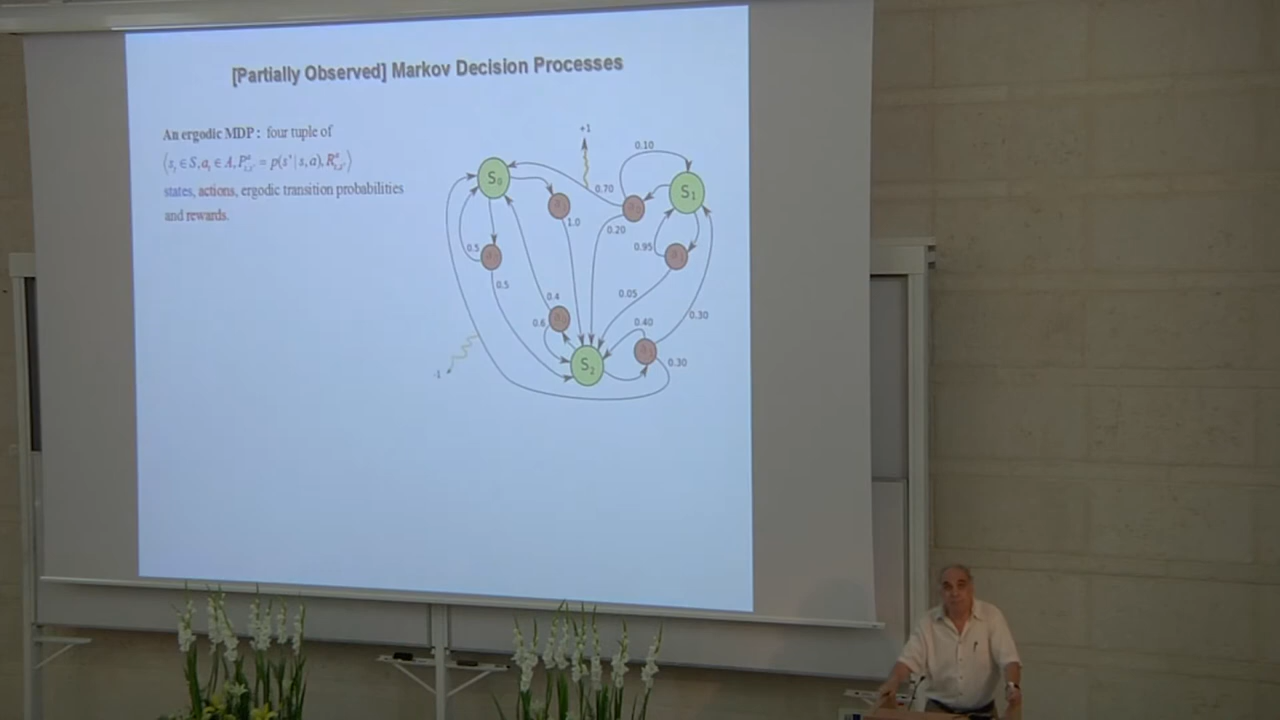 [Partially Observed] Markov Decision Processes
An ergodic MDP : four tuple of
⟨s_t ∈ S, a_t ∈ A, P^a_{s,s'} = p(s' | s, a), R^a_{s,s'}⟩
states, actions, ergodic transition probabilities
and rewards.
+1
0.10
S₀
0.70
S₁
1.0
0.20
0.5
0.95
0.5
0.4
0.05
0.6
0.40
0.30
S₂
0.30
-1